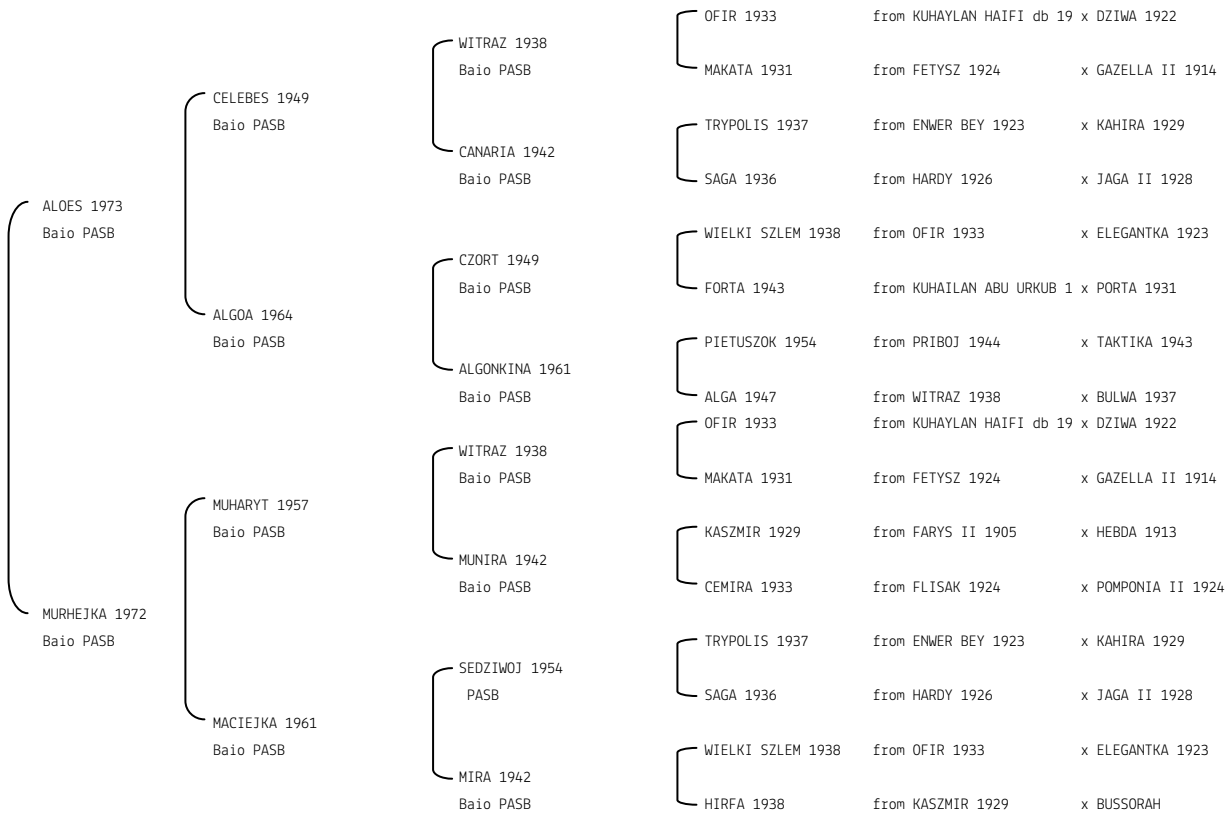 OFIR 1933 from KUHAYLAN HAIFI db 19 x DZIWA 1922
WITRAZ 1938
Baio PASB
MAKATA 1931 from FETYSZ 1924 x GAZELLA II 1914
CELEBES 1949
Baio PASB
TRYPOLIS 1937 from ENWER BEY 1923 x KAHIRA 1929
CANARIA 1942
Baio PASB
SAGA 1936 from HARDY 1926 x JAGA II 1928
ALOES 1973
Baio PASB
WIELKI SZLEM 1938 from OFIR 1933 x ELEGANTKA 1923
CZORT 1949
Baio PASB
FORTA 1943 from KUHAILAN ABU URKUB 1 x PORTA 1931
ALGOA 1964
Baio PASB
PIETUSZOK 1954 from PRIBOJ 1944 x TAKTIKA 1943
ALGONKINA 1961
Baio PASB
ALGA 1947 from WITRAZ 1938 x BULWA 1937
OFIR 1933 from KUHAYLAN HAIFI db 19 x DZIWA 1922
WITRAZ 1938
Baio PASB
MAKATA 1931 from FETYSZ 1924 x GAZELLA II 1914
MUHARYT 1957
Baio PASB
KASZMIR 1929 from FARYS II 1905 x HEBDA 1913
MUNIRA 1942
Baio PASB
CEMIRA 1933 from FLISAK 1924 x POMPONIA II 1924
MURHEJKA 1972
Baio PASB
TRYPOLIS 1937 from ENWER BEY 1923 x KAHIRA 1929
SEDZIWOJ 1954
PASB
SAGA 1936 from HARDY 1926 x JAGA II 1928
MACIEJKA 1961
Baio PASB
WIELKI SZLEM 1938 from OFIR 1933 x ELEGANTKA 1923
MIRA 1942
Baio PASB
HIRFA 1938 from KASZMIR 1929 x BUSSORAH